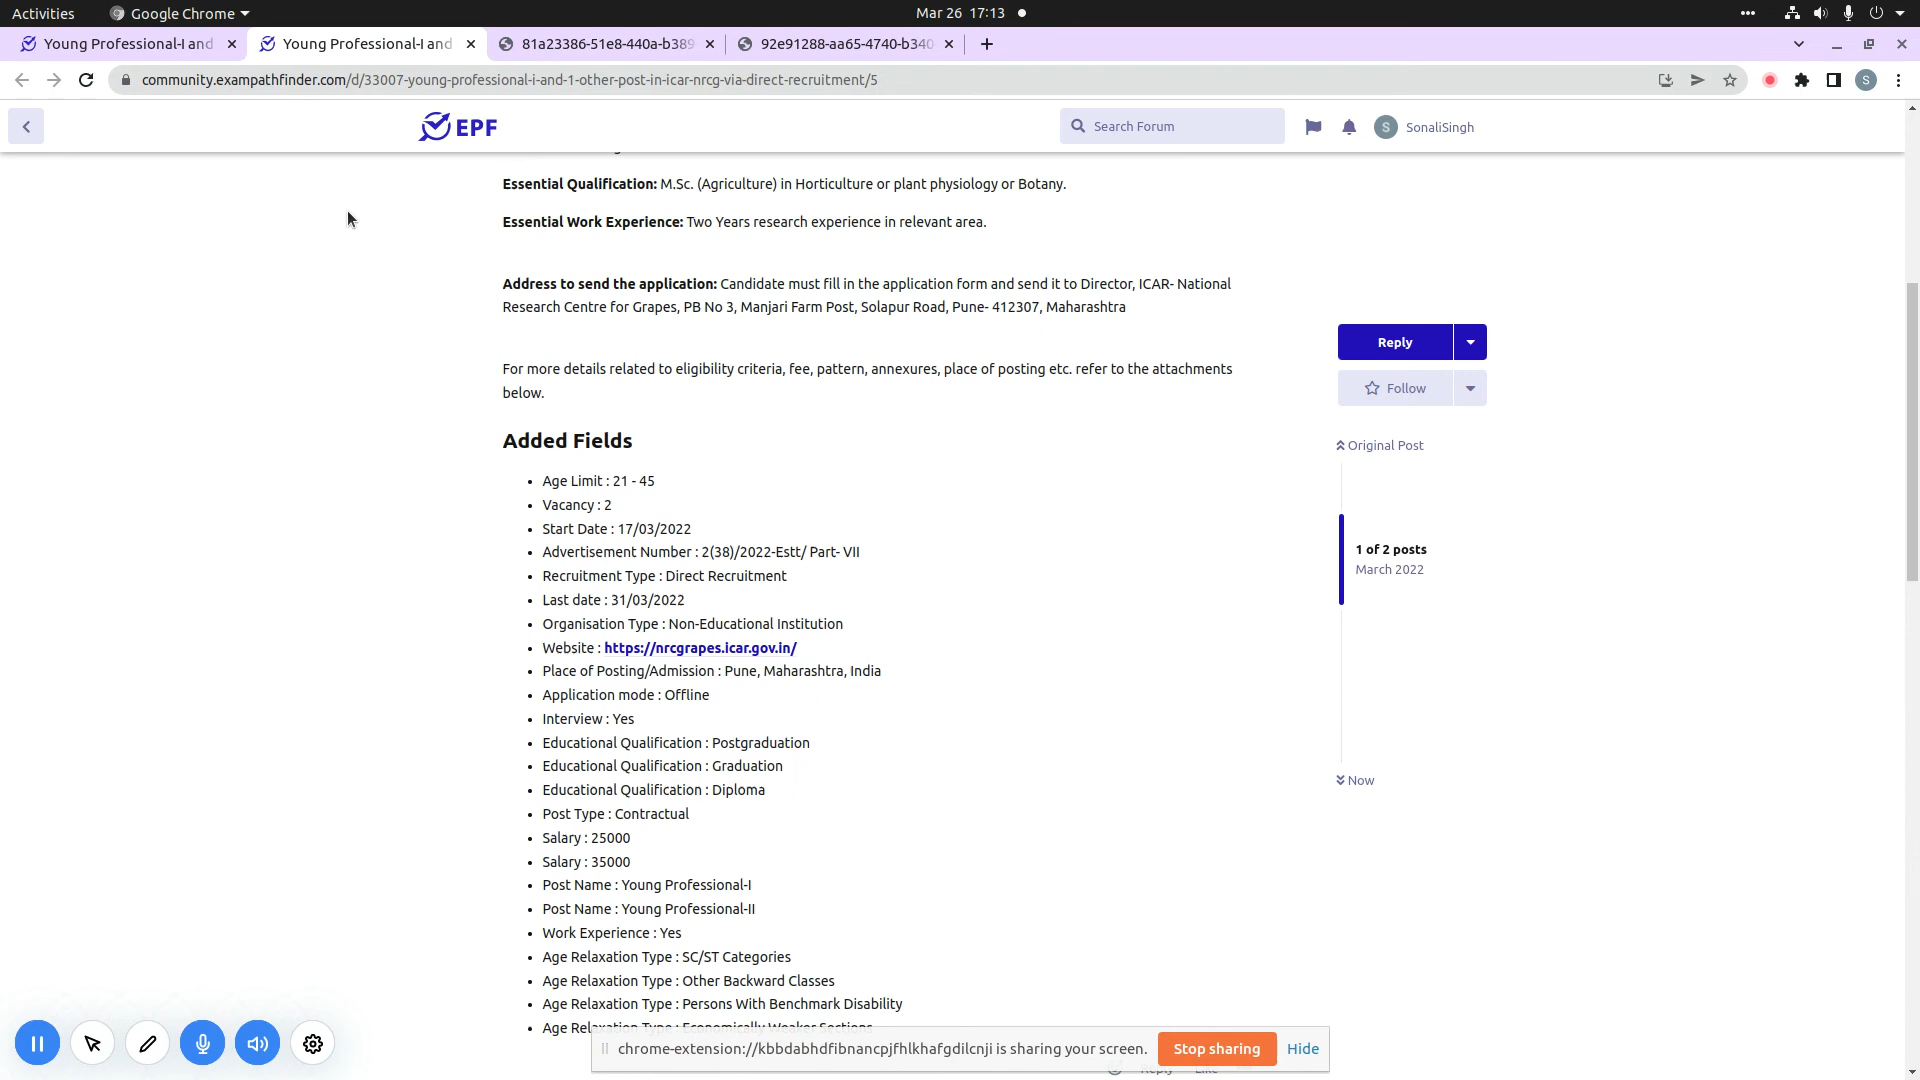 Activities
Google Chrome
Mar 26 17:13
Young Professional-I and
Young Professional-I and
81a23386-51e8-440a-b389
92e91288-aa65-4740-b340
community.exampathfinder.com/d/33007-young-professional-i-and-1-other-post-in-icar-nrcg-via-direct-recruitment/5
S
EPF
Search Forum
S
SonaliSingh
Essential Qualification: M.Sc. (Agriculture) in Horticulture or plant physiology or Botany.
Essential Work Experience: Two Years research experience in relevant area.
Address to send the application: Candidate must fill in the application form and send it to Director, ICAR- National
Research Centre for Grapes, PB No 3, Manjari Farm Post, Solapur Road, Pune- 412307, Maharashtra
For more details related to eligibility criteria, fee, pattern, annexures, place of posting etc. refer to the attachments
below.
Reply
Follow
Original Post
1 of 2 posts
March 2022
Now
Added Fields
• Age Limit : 21 - 45
• Vacancy : 2
• Start Date : 17/03/2022
• Advertisement Number : 2(38)/2022-Estt/ Part- VII
• Recruitment Type : Direct Recruitment
• Last date : 31/03/2022
• Organisation Type : Non-Educational Institution
• Website : https://nrcgrapes.icar.gov.in/
• Place of Posting/Admission : Pune, Maharashtra, India
• Application mode : Offline
• Interview : Yes
• Educational Qualification : Postgraduation
• Educational Qualification : Graduation
• Educational Qualification : Diploma
• Post Type : Contractual
• Salary : 25000
• Salary : 35000
• Post Name : Young Professional-I
• Post Name : Young Professional-II
• Work Experience : Yes
• Age Relaxation Type : SC/ST Categories
• Age Relaxation Type : Other Backward Classes
• Age Relaxation Type : Persons With Benchmark Disability
• Age Relaxation Type : Economically Weaker Sections
chrome-extension://kbbdabhdfibnancpjfhlkhafgdilcnji is sharing your screen.
Stop sharing
Hide
Reply
Like